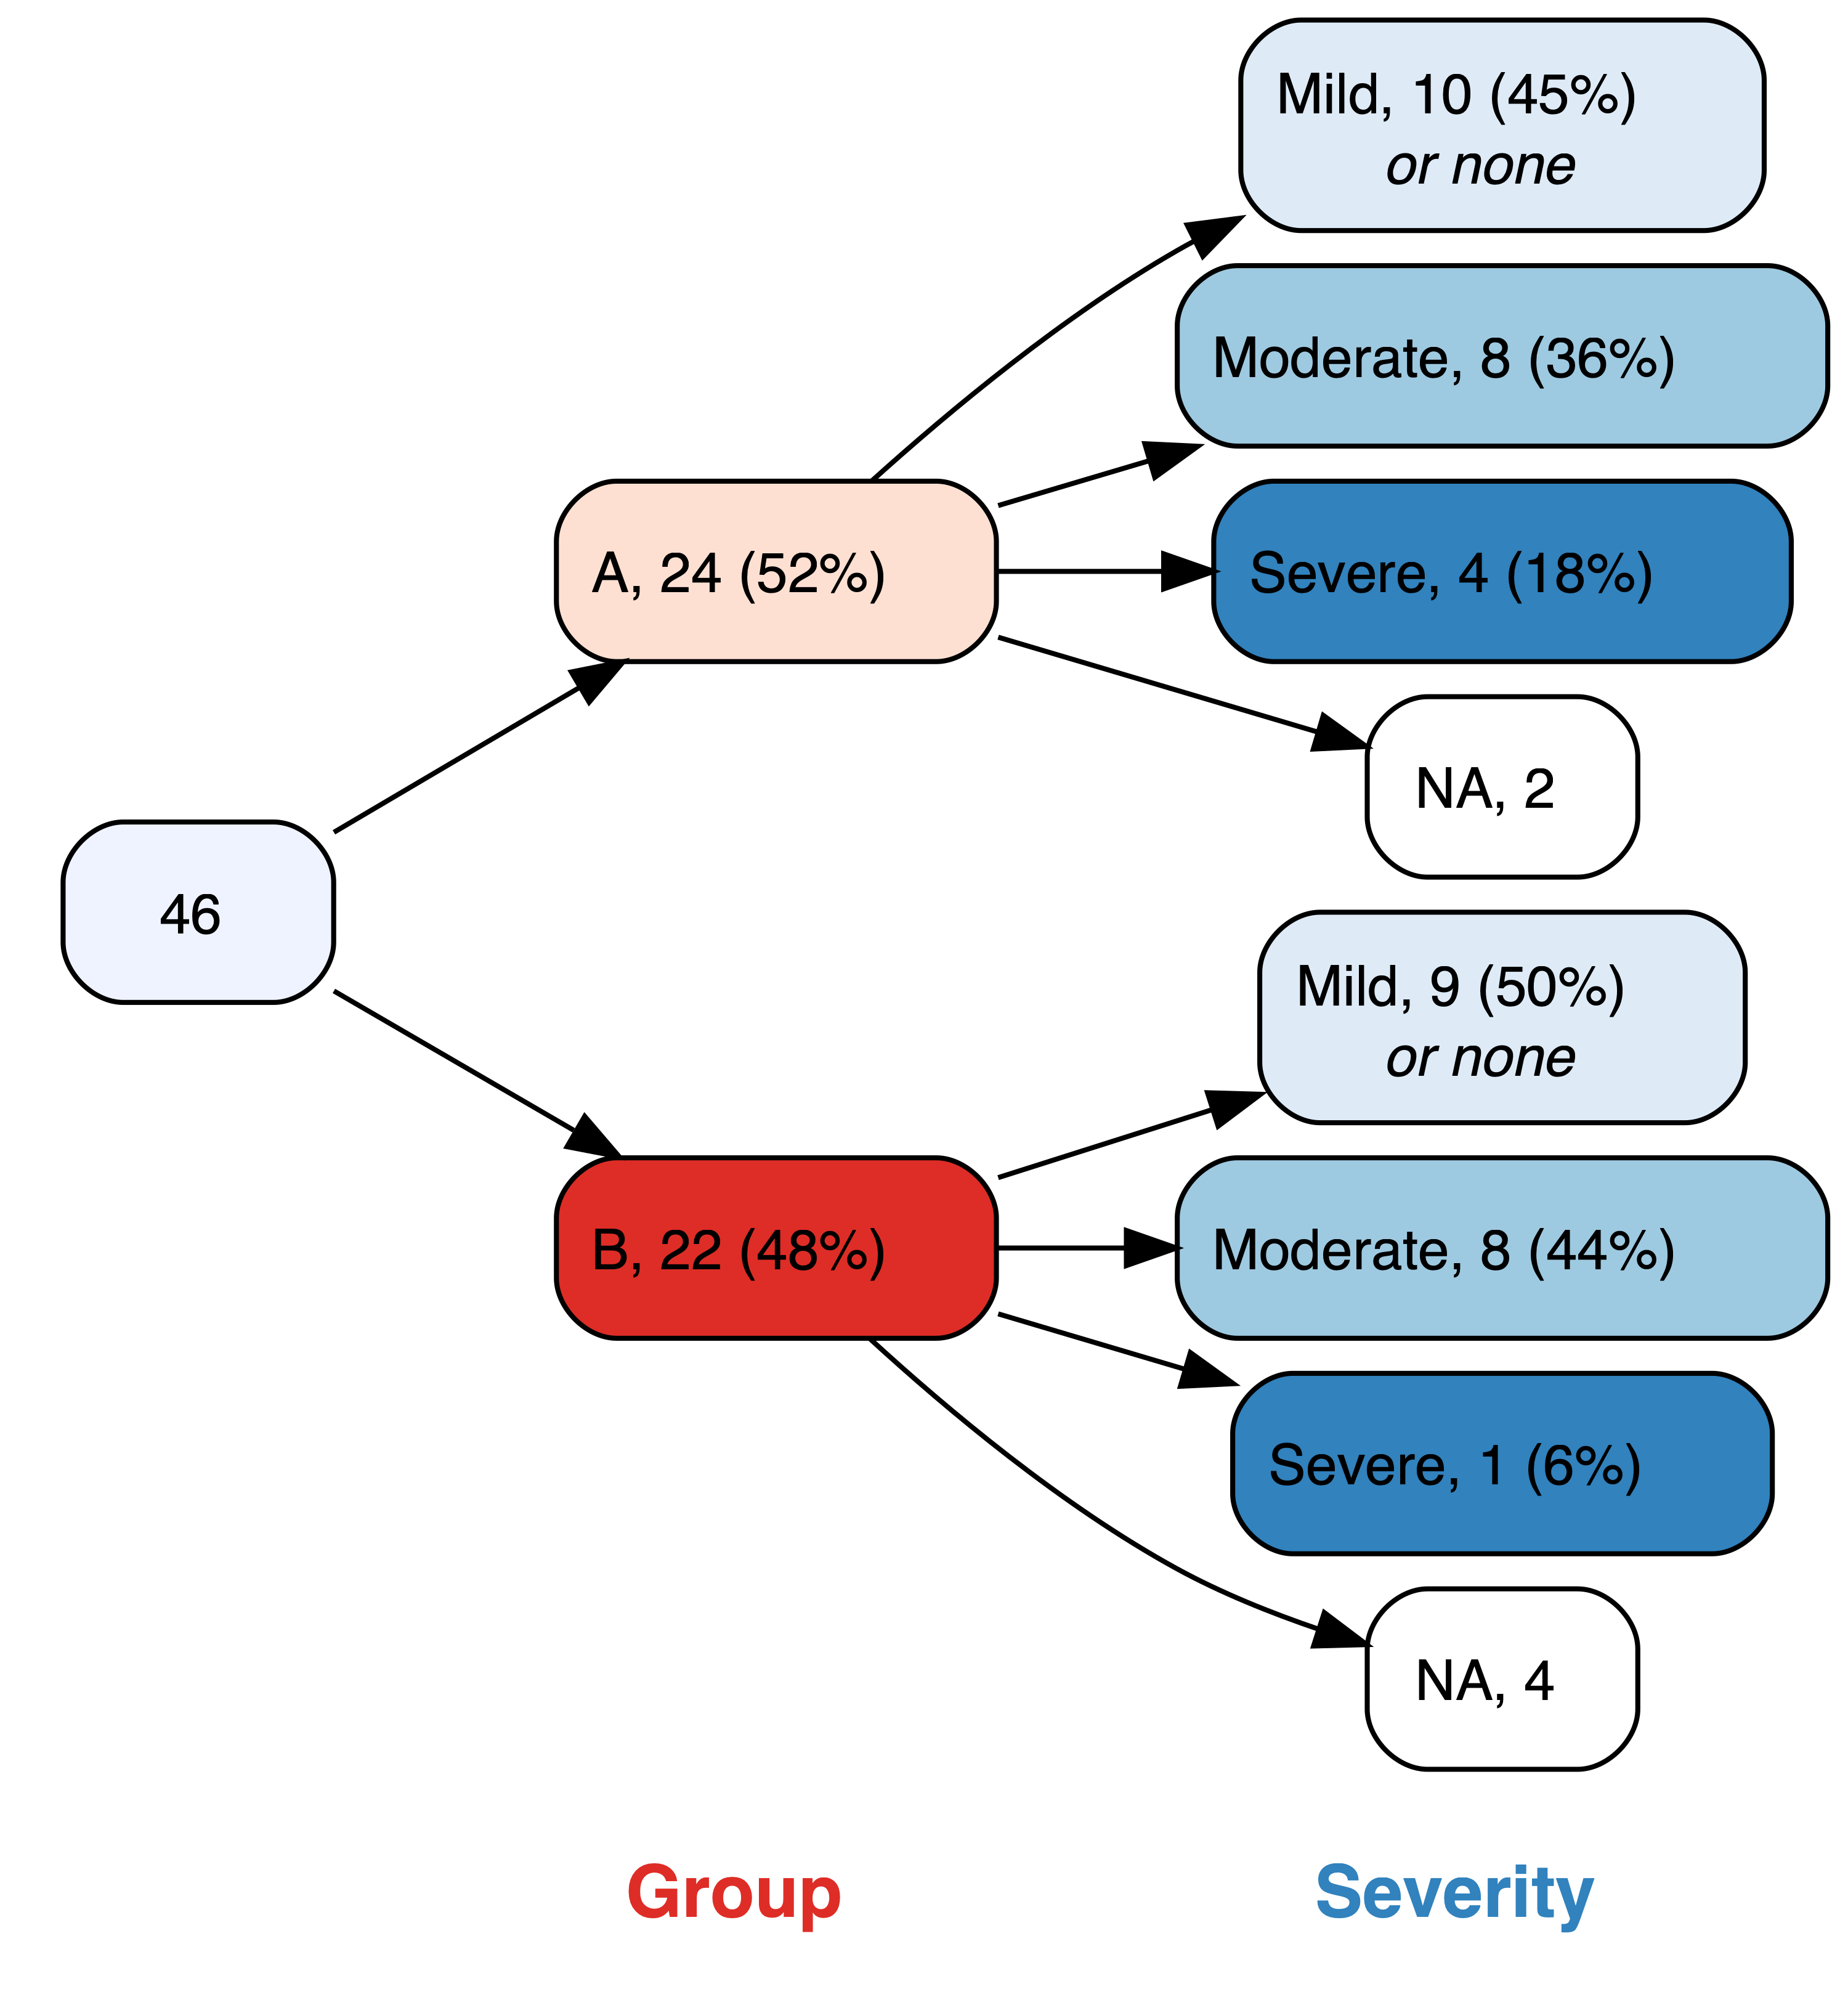 Mild, 10 (45%)
or none
Moderate, 8 (36%)
A, 24 (52%)
Severe, 4 (18%)
NA, 2
46
Mild, 9 (50%)
or none
B, 22 (48%)
Moderate, 8 (44%)
Severe, 1 (6%)
NA, 4
Group
Severity